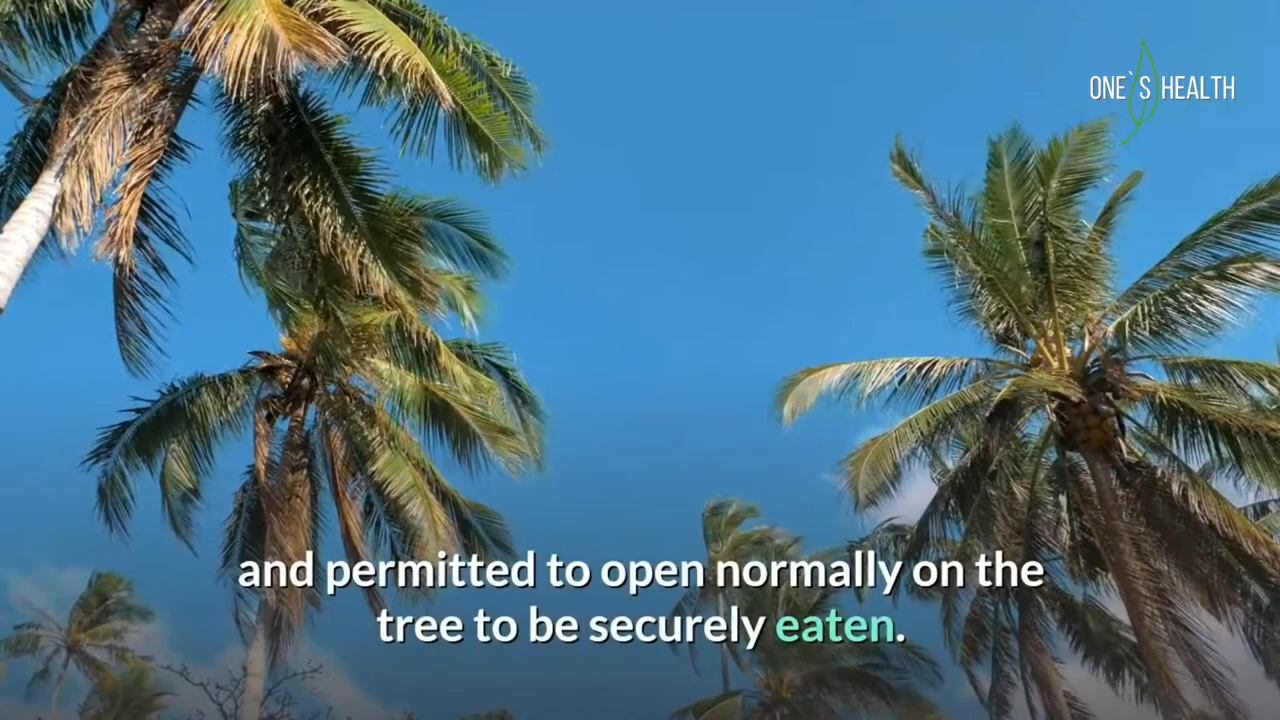 ONE`S HEALTH
and permitted to open normally on the
tree to be securely eaten.